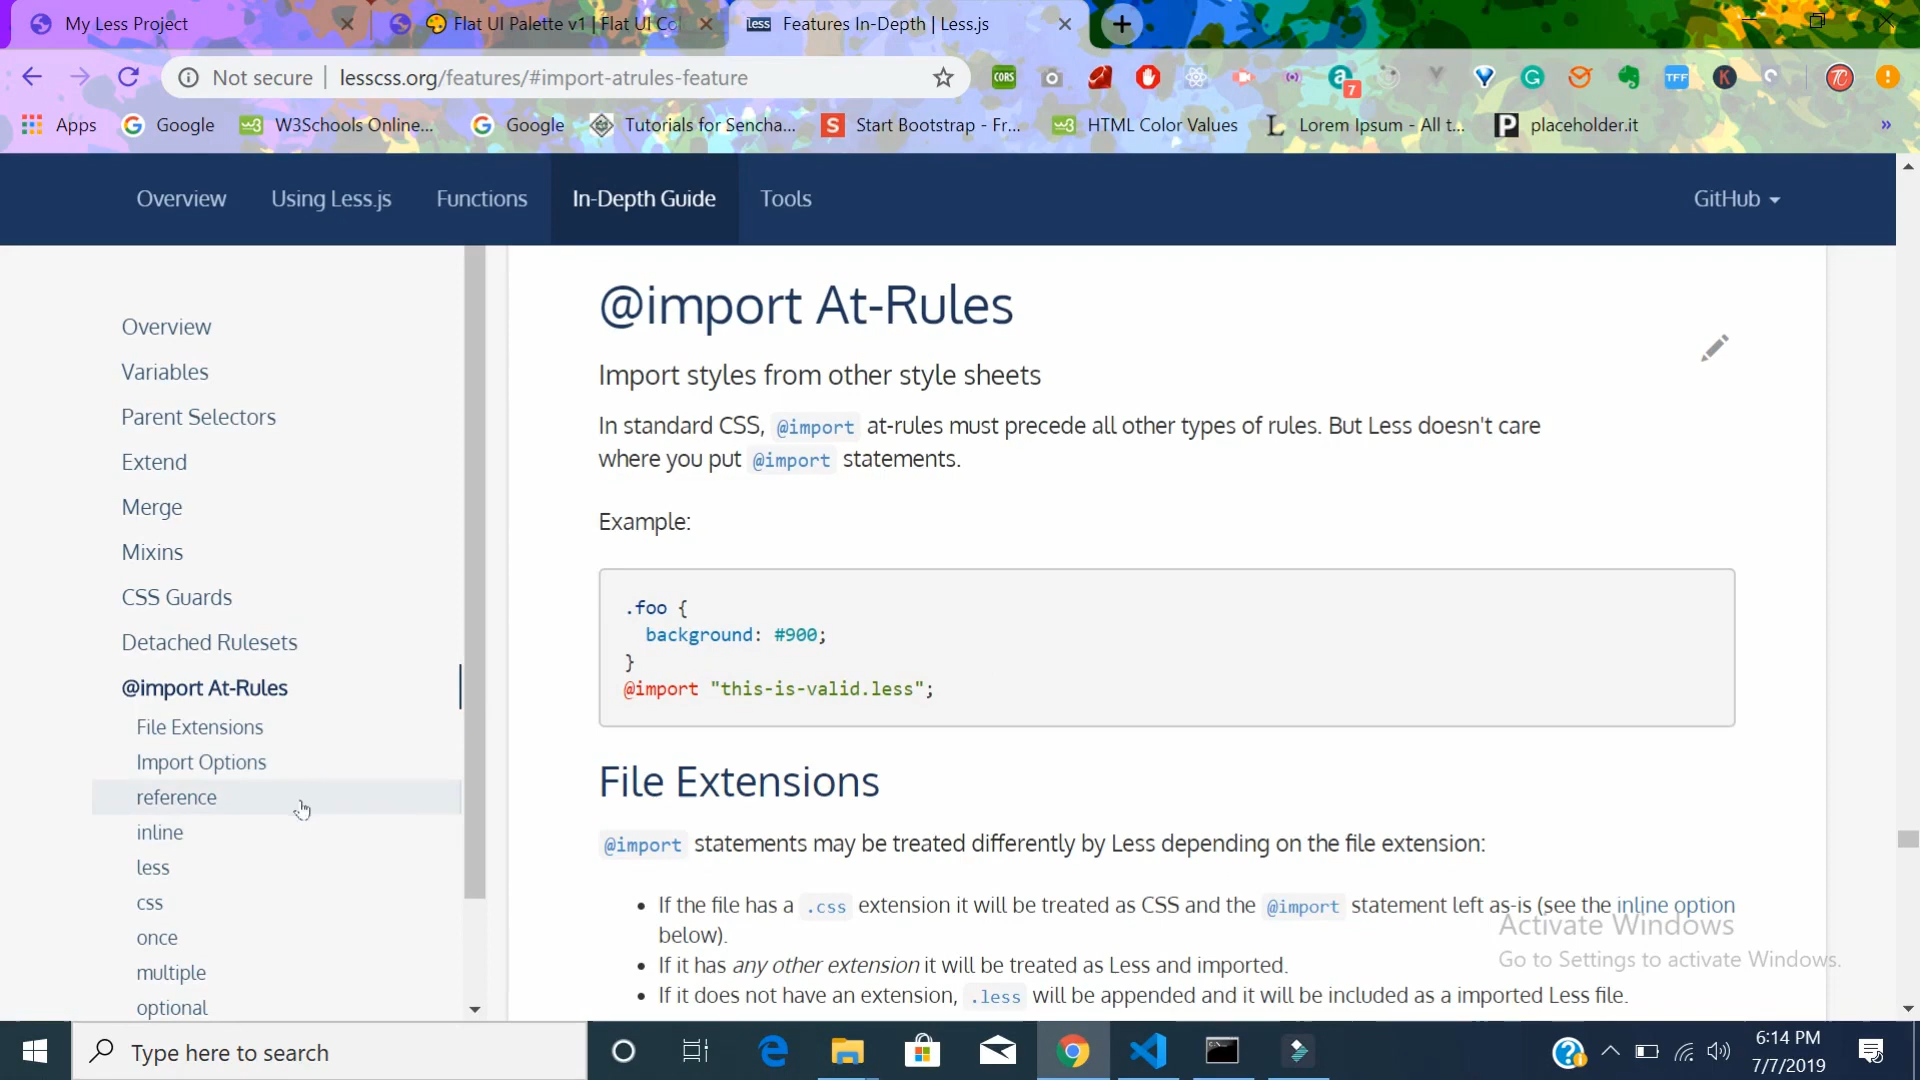 My Less Project
Flat UI Palette v1 | Flat UI Co
less Features In-Depth | Less.js
Not secure | lesscss.org/features/#import-atrules-feature
CORS
a
7
G
TFF
K
TC
Apps
G Google
w3 W3Schools Online...
G Google
Tutorials for Sencha...
S Start Bootstrap - Fr...
w3 HTML Color Values
L Lorem Ipsum - All t...
P placeholder.it
»
Overview
Using Less.js
Functions
In-Depth Guide
Tools
GitHub
Overview
Variables
Parent Selectors
Extend
Merge
Mixins
CSS Guards
Detached Rulesets
@import At-Rules
File Extensions
Import Options
reference
inline
less
css
once
multiple
optional
@import At-Rules
Import styles from other style sheets
In standard CSS, @import at-rules must precede all other types of rules. But Less doesn't care
where you put @import statements.
Example:
.foo {
background: #900;
}
@import "this-is-valid.less";
File Extensions
@import statements may be treated differently by Less depending on the file extension:
• If the file has a .css extension it will be treated as CSS and the @import statement left as-is (see the inline option
below).
• If it has any other extension it will be treated as Less and imported.
• If it does not have an extension, .less will be appended and it will be included as a imported Less file.
Activate Windows
Go to Settings to activate Windows.
Type here to search
6:14 PM
7/7/2019